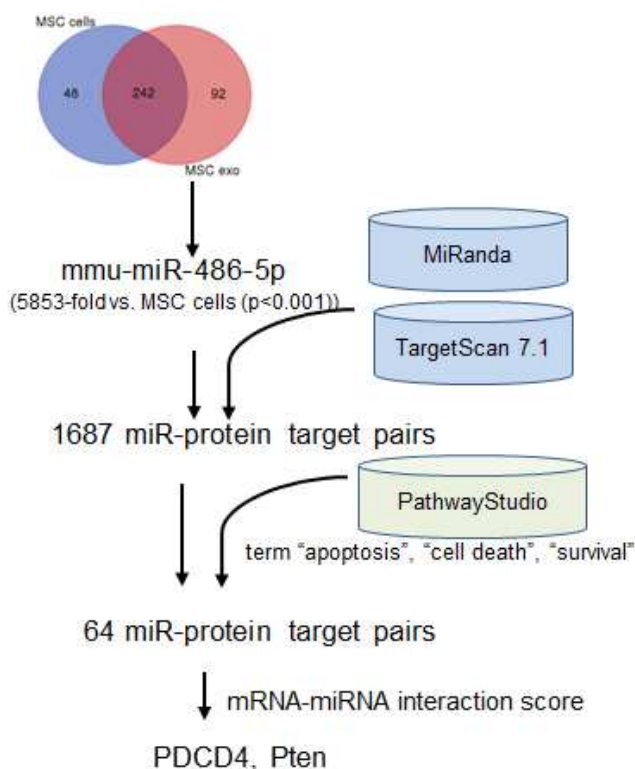 MSC cells
48 242 92
MSC exo
mmu-miR-486-5p
(5853-fold vs. MSC cells (p<0.001))
MiRanda
TargetScan 7.1
1687 miR-protein target pairs
PathwayStudio
term “apoptosis”, “cell death”, “survival”
64 miR-protein target pairs
mRNA-miRNA interaction score
PDCD4, Pten